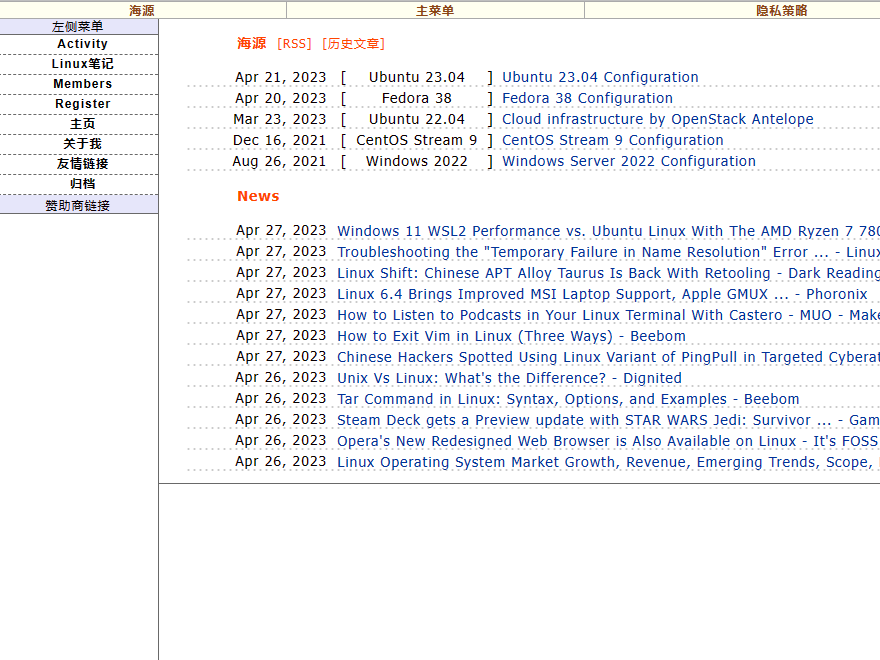 海源 主菜单 隐私策略
左侧菜单
Activity
Linux笔记
Members
Register
主页
关于我
友情链接
归档
赞助商链接
海源 [RSS] [历史文章]
Apr 21, 2023 [ Ubuntu 23.04 ] Ubuntu 23.04 Configuration
Apr 20, 2023 [ Fedora 38 ] Fedora 38 Configuration
Mar 23, 2023 [ Ubuntu 22.04 ] Cloud infrastructure by OpenStack Antelope
Dec 16, 2021 [ CentOS Stream 9 ] CentOS Stream 9 Configuration
Aug 26, 2021 [ Windows 2022 ] Windows Server 2022 Configuration
News
Apr 27, 2023 Windows 11 WSL2 Performance vs. Ubuntu Linux With The AMD Ryzen 7 780
Apr 27, 2023 Troubleshooting the "Temporary Failure in Name Resolution" Error ... - Linux
Apr 27, 2023 Linux Shift: Chinese APT Alloy Taurus Is Back With Retooling - Dark Reading
Apr 27, 2023 Linux 6.4 Brings Improved MSI Laptop Support, Apple GMUX ... - Phoronix
Apr 27, 2023 How to Listen to Podcasts in Your Linux Terminal With Castero - MUO - Make
Apr 27, 2023 How to Exit Vim in Linux (Three Ways) - Beebom
Apr 27, 2023 Chinese Hackers Spotted Using Linux Variant of PingPull in Targeted Cyberat
Apr 26, 2023 Unix Vs Linux: What's the Difference? - Dignited
Apr 26, 2023 Tar Command in Linux: Syntax, Options, and Examples - Beebom
Apr 26, 2023 Steam Deck gets a Preview update with STAR WARS Jedi: Survivor ... - Gam
Apr 26, 2023 Opera's New Redesigned Web Browser is Also Available on Linux - It's FOSS
Apr 26, 2023 Linux Operating System Market Growth, Revenue, Emerging Trends, Scope,